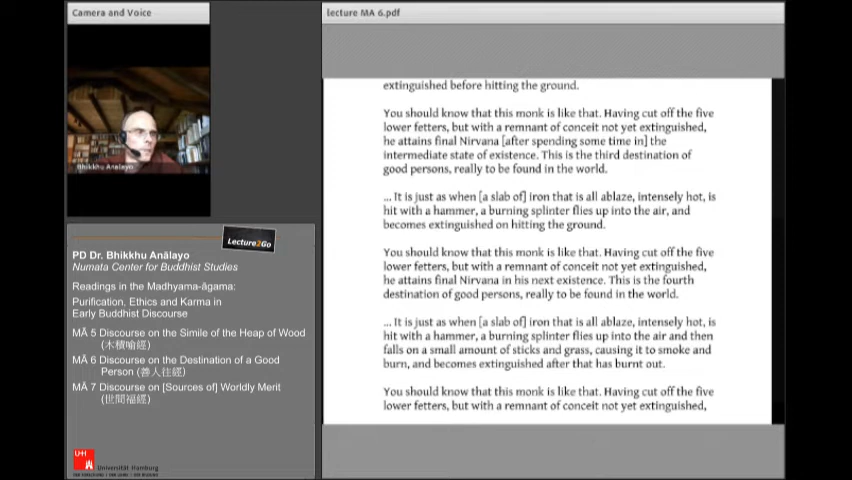 Camera and Voice
Bhikkhu Anālayo
Lecture2Go
PD Dr. Bhikkhu Anālayo
Numata Center for Buddhist Studies
Readings in the Madhyama-āgama:
Purification, Ethics and Karma in
Early Buddhist Discourse
MĀ 5 Discourse on the Simile of the Heap of Wood
(木積喻經)
MĀ 6 Discourse on the Destination of a Good
Person (善人往經)
MĀ 7 Discourse on [Sources of] Worldly Merit
(世間福經)
UH
Universität Hamburg
lecture MA 6.pdf
extinguished before hitting the ground.
You should know that this monk is like that. Having cut off the five
lower fetters, but with a remnant of conceit not yet extinguished,
he attains final Nirvana [after spending some time in] the
intermediate state of existence. This is the third destination of
good persons, really to be found in the world.
... It is just as when [a slab of] iron that is all ablaze, intensely hot, is
hit with a hammer, a burning splinter flies up into the air, and
becomes extinguished on hitting the ground.
You should know that this monk is like that. Having cut off the five
lower fetters, but with a remnant of conceit not yet extinguished,
he attains final Nirvana in his next existence. This is the fourth
destination of good persons, really to be found in the world.
... It is just as when [a slab of] iron that is all ablaze, intensely hot, is
hit with a hammer, a burning splinter flies up into the air and then
falls on a small amount of sticks and grass, causing it to smoke and
burn, and becomes extinguished after that has burnt out.
You should know that this monk is like that. Having cut off the five
lower fetters, but with a remnant of conceit not yet extinguished,